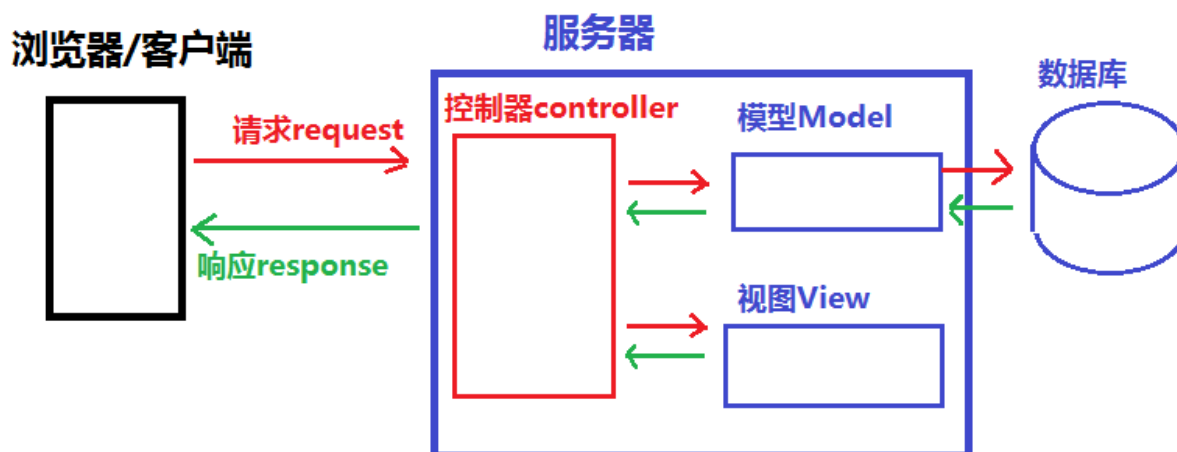 浏览器/客户端
服务器
数据库
请求request
控制器controller
模型Model
响应response
视图View